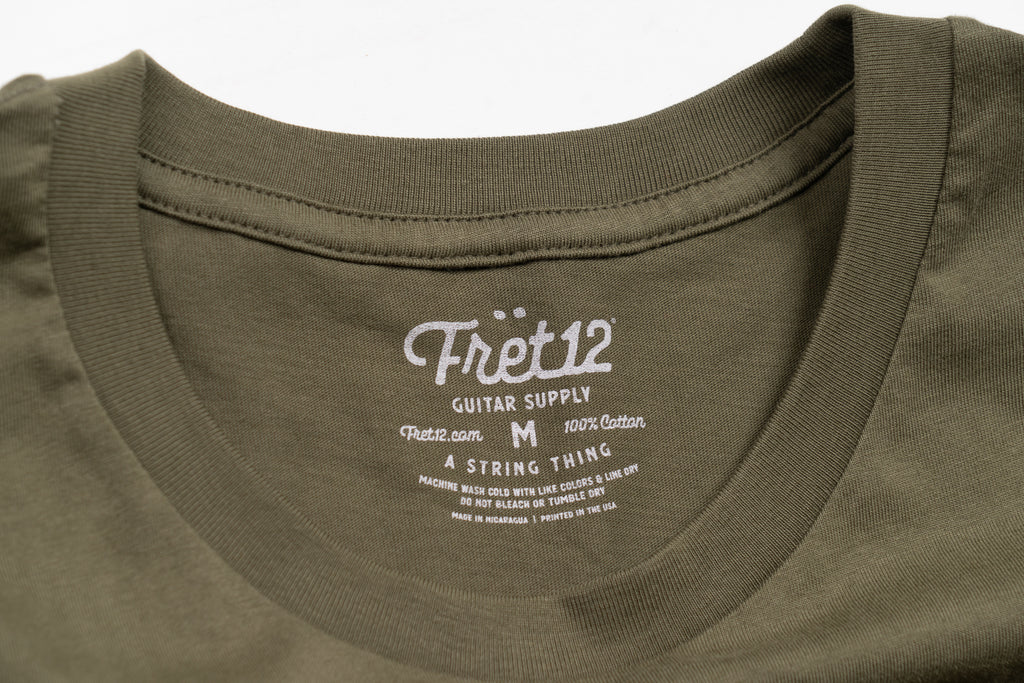 Frët12®
GUITAR SUPPLY
Fret12.com M 100% Cotton
A STRING THING
MACHINE WASH COLD WITH LIKE COLORS & LINE DRY
DO NOT BLEACH OR TUMBLE DRY
MADE IN NICARAGUA | PRINTED IN THE USA